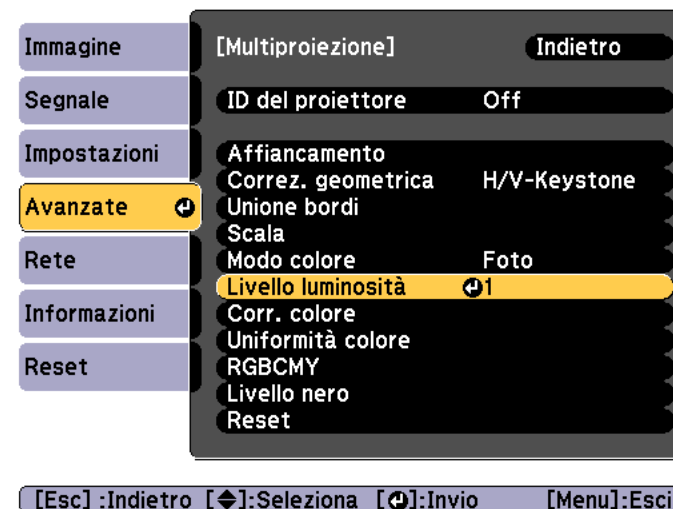 Immagine
Segnale
Impostazioni
Avanzate
Rete
Informazioni
Reset
[Multiproiezione] Indietro
ID del proiettore Off
Affiancamento
Correz. geometrica H/V-Keystone
Unione bordi
Scala
Modo colore Foto
Livello luminosità 1
Corr. colore
Uniformità colore
RGBCMY
Livello nero
Reset
[Esc] :Indietro [◆]:Seleziona [↵]:Invio [Menu]:Esci